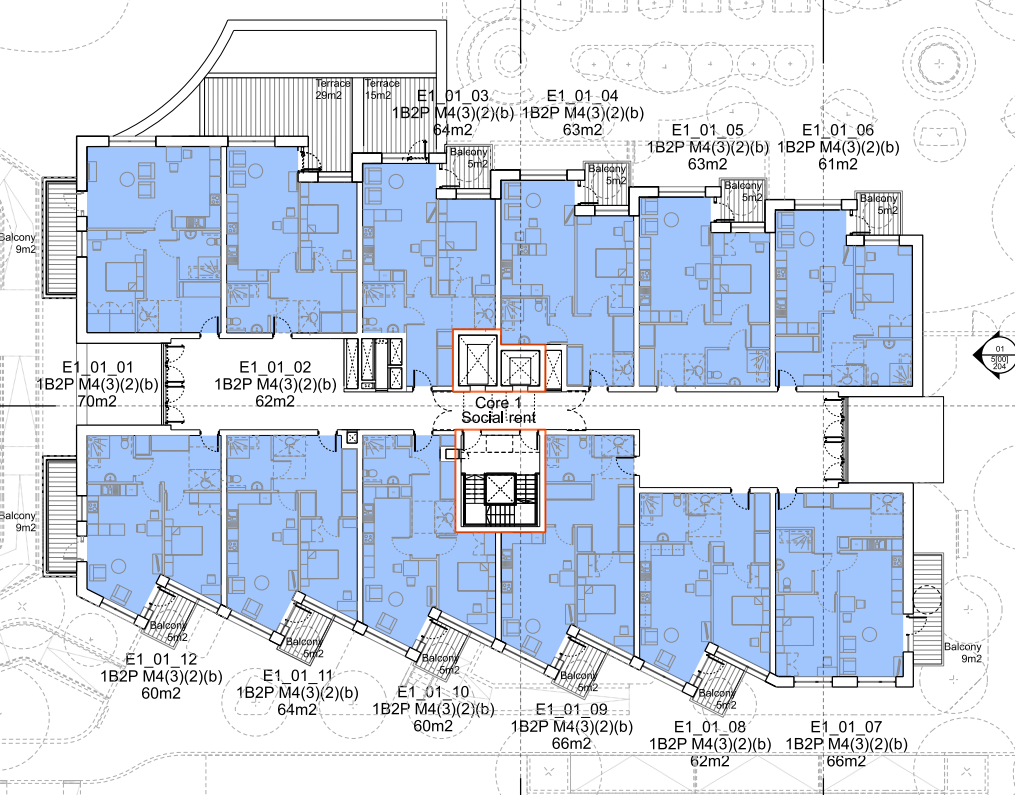 Terrace
29m2
Terrace
15m2
E1_01_03
1B2P M4(3)(2)(b)
64m2
E1_01_04
1B2P M4(3)(2)(b)
63m2
E1_01_05
1B2P M4(3)(2)(b)
63m2
E1_01_06
1B2P M4(3)(2)(b)
61m2
Balcony
5m2
Balcony
5m2
Balcony
5m2
Balcony
5m2
Balcony
9m2
E1_01_01
1B2P M4(3)(2)(b)
70m2
E1_01_02
1B2P M4(3)(2)(b)
62m2
01
S(00)
204
Core 1
Social rent
Balcony
9m2
Balcony
5m2
Balcony
5m2
Balcony
5m2
Balcony
5m2
Balcony
5m2
Balcony
9m2
E1_01_12
1B2P M4(3)(2)(b)
60m2
E1_01_11
1B2P M4(3)(2)(b)
64m2
E1_01_10
1B2P M4(3)(2)(b)
60m2
E1_01_09
1B2P M4(3)(2)(b)
66m2
E1_01_08
1B2P M4(3)(2)(b)
62m2
E1_01_07
1B2P M4(3)(2)(b)
66m2